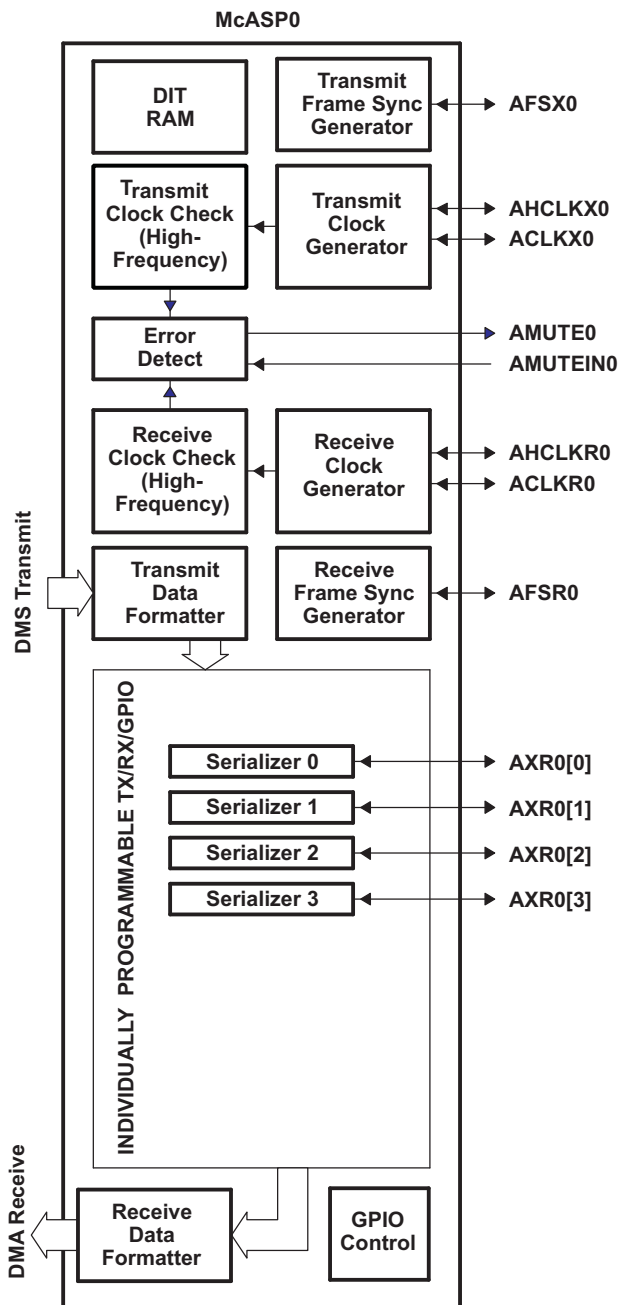 McASP0
DIT
RAM
Transmit
Frame Sync
Generator
AFSX0
Transmit
Clock Check
(High-
Frequency)
Transmit
Clock
Generator
AHCLKX0
ACLKX0
Error
Detect
AMUTE0
AMUTEIN0
Receive
Clock Check
(High-
Frequency)
Receive
Clock
Generator
AHCLKR0
ACLKR0
DMS Transmit
Transmit
Data
Formatter
Receive
Frame Sync
Generator
AFSR0
INDIVIDUALLY PROGRAMMABLE TX/RX/GPIO
Serializer 0
AXR0[0]
Serializer 1
AXR0[1]
Serializer 2
AXR0[2]
Serializer 3
AXR0[3]
DMA Receive
Receive
Data
Formatter
GPIO
Control